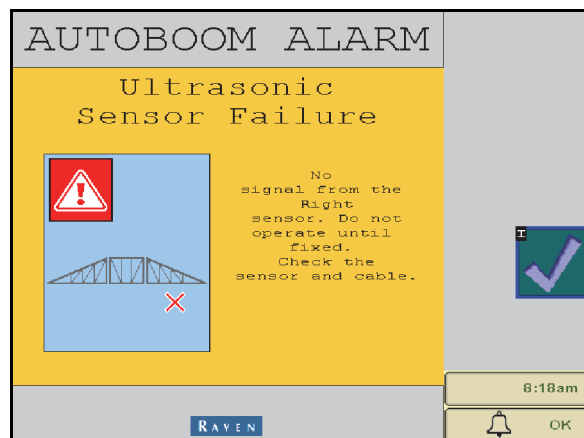 AUTOBOOM ALARM
Ultrasonic
Sensor Failure
No
signal from the
Right
sensor. Do not
operate until
fixed.
Check the
sensor and cable.
I
8:18am
OK
RAVEN